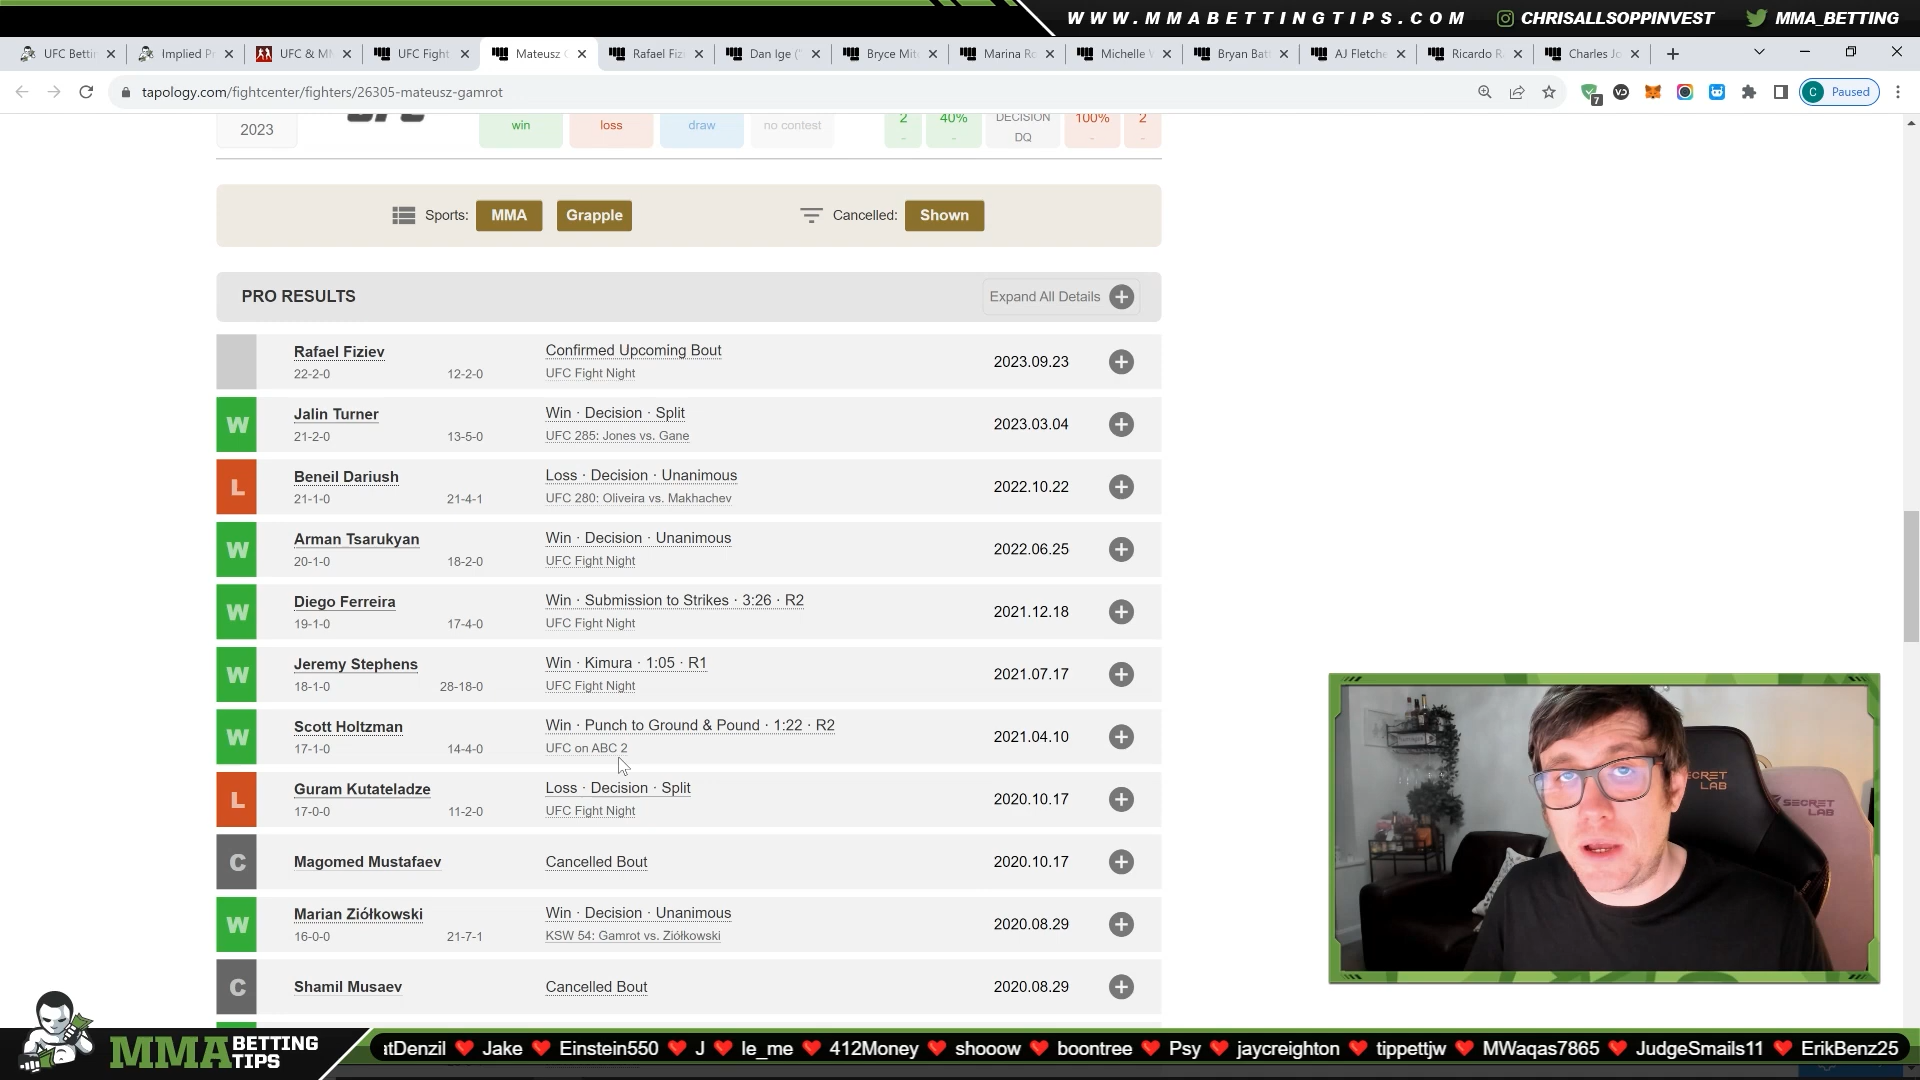 WWW.MMABETTINGTIPS.COM CHRISALLSOPPINVEST MMA_BETTING
UFC Bettin Implied Pr UFC & MM UFC Fight Mateusz G Rafael Fizi Dan Ige (" Bryce Mitc Marina Ro Michelle W Bryan Batt AJ Fletche Ricardo R Charles Jo
tapology.com/fightcenter/fighters/26305-mateusz-gamrot 7 C Paused
2023 win loss draw no contest 2 40% DECISION 100% 2
- - DQ - -
Sports: MMA Grapple Cancelled: Shown
PRO RESULTS Expand All Details
Rafael Fiziev Confirmed Upcoming Bout 2023.09.23
22-2-0 12-2-0 UFC Fight Night
W Jalin Turner Win · Decision · Split 2023.03.04
21-2-0 13-5-0 UFC 285: Jones vs. Gane
L Beneil Dariush Loss · Decision · Unanimous 2022.10.22
21-1-0 21-4-1 UFC 280: Oliveira vs. Makhachev
W Arman Tsarukyan Win · Decision · Unanimous 2022.06.25
20-1-0 18-2-0 UFC Fight Night
W Diego Ferreira Win · Submission to Strikes · 3:26 · R2 2021.12.18
19-1-0 17-4-0 UFC Fight Night
W Jeremy Stephens Win · Kimura · 1:05 · R1 2021.07.17
18-1-0 28-18-0 UFC Fight Night
W Scott Holtzman Win · Punch to Ground & Pound · 1:22 · R2 2021.04.10
17-1-0 14-4-0 UFC on ABC 2
L Guram Kutateladze Loss · Decision · Split 2020.10.17
17-0-0 11-2-0 UFC Fight Night
C Magomed Mustafaev Cancelled Bout 2020.10.17
W Marian Ziółkowski Win · Decision · Unanimous 2020.08.29
16-0-0 21-7-1 KSW 54: Gamrot vs. Ziółkowski
C Shamil Musaev Cancelled Bout 2020.08.29
SECRET LAB
SECRET LAB
MMA BETTING TIPS
atDenzil Jake Einstein550 J le_me 412Money shooow boontree Psy jaycreighton tippettjw MWaqas7865 JudgeSmails11 ErikBenz25